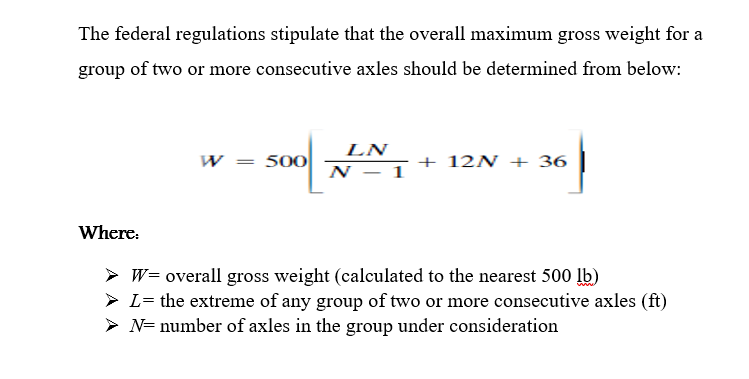 The federal regulations stipulate that the overall maximum gross weight for a
group of two or more consecutive axles should be determined from below:
W = 500[ LN / N − 1 + 12N + 36 ]
Where:
➢ W= overall gross weight (calculated to the nearest 500 lb)
➢ L= the extreme of any group of two or more consecutive axles (ft)
➢ N= number of axles in the group under consideration